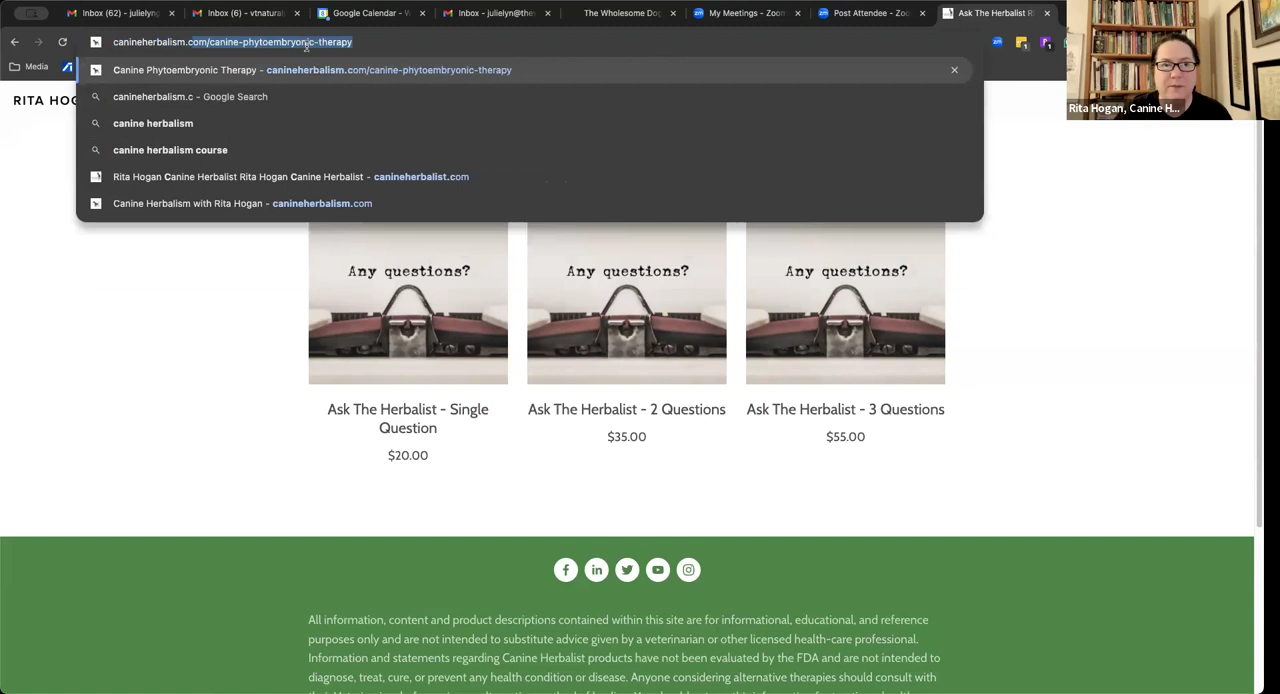 Inbox (62) - julielyng
Inbox (6) - vtnatural
Google Calendar - W
Inbox - julielyn@the
The Wholesome Dog
My Meetings - Zoom
Post Attendee - Zoo
Ask The Herbalist Ri
canineherbalism.com/canine-phytoembryonic-therapy
Media
Canine Phytoembryonic Therapy - canineherbalism.com/canine-phytoembryonic-therapy
canineherbalism.c - Google Search
canine herbalism
canine herbalism course
Rita Hogan Canine Herbalist Rita Hogan Canine Herbalist - canineherbalist.com
Canine Herbalism with Rita Hogan - canineherbalism.com
RITA HOG
Rita Hogan, Canine H...
Any questions?
Any questions?
Any questions?
Ask The Herbalist - Single
Question
$20.00
Ask The Herbalist - 2 Questions
$35.00
Ask The Herbalist - 3 Questions
$55.00
All information, content and product descriptions contained within this site are for informational, educational, and reference
purposes only and are not intended to substitute advice given by a veterinarian or other licensed health-care professional.
Information and statements regarding Canine Herbalist products have not been evaluated by the FDA and are not intended to
diagnose, treat, cure, or prevent any health condition or disease. Anyone considering alternative therapies should consult with